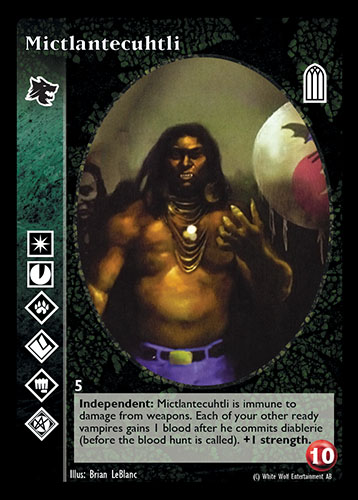 Mictlantecuhtli
5
Independent: Mictlantecuhtli is immune to
damage from weapons. Each of your other ready
vampires gains 1 blood after he commits diablerie
(before the blood hunt is called). +1 strength.
10
Illus: Brian LeBlanc
(C) White Wolf Entertainment AB